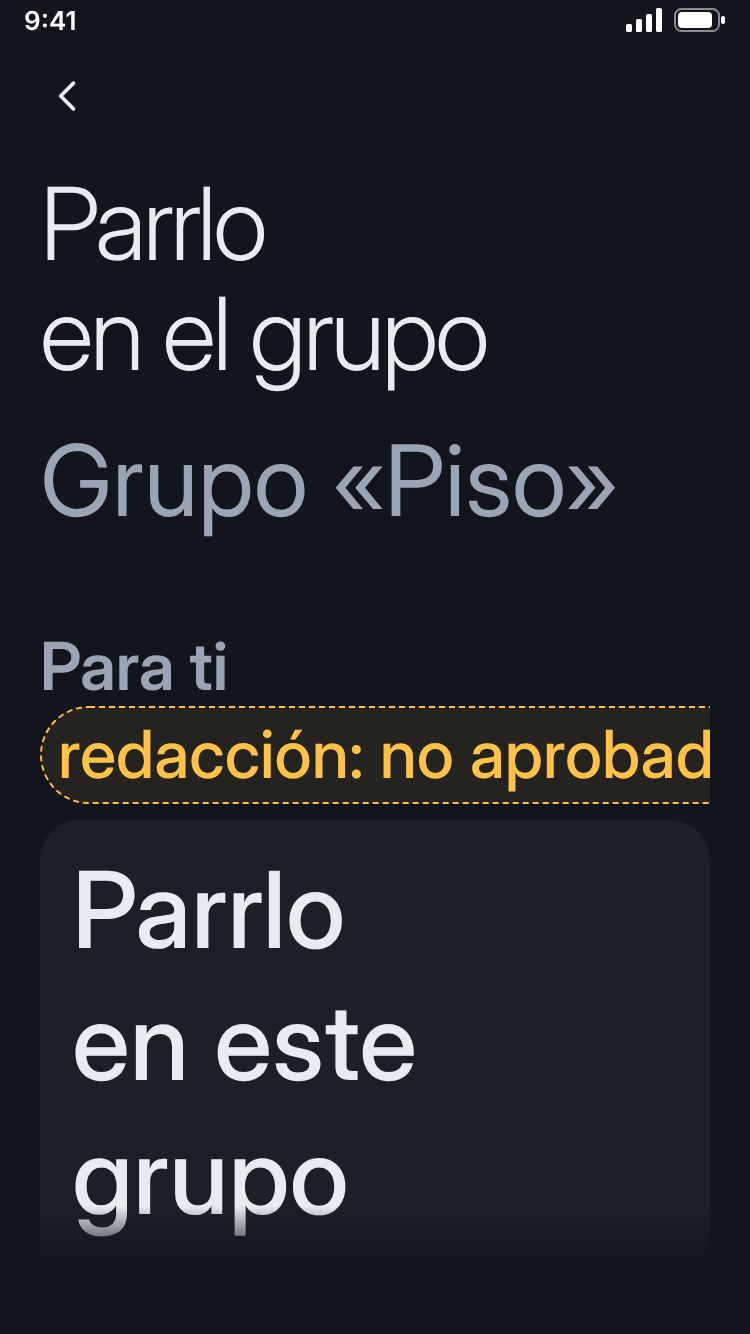 9:41
Parrlo
en el grupo
Grupo «Piso»
Para ti
redacción: no aprobad
Parrlo
en este
grupo